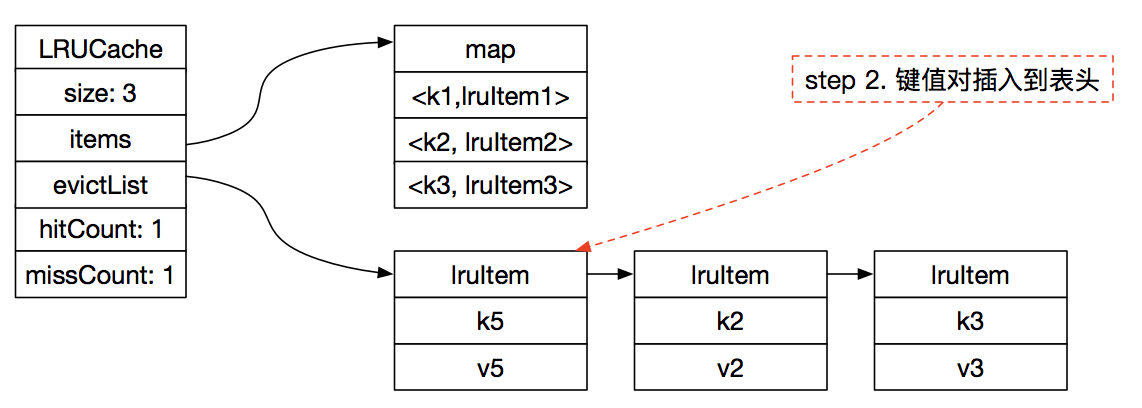 LRUCache
size: 3
items
evictList
hitCount: 1
missCount: 1
map
<k1,lruItem1>
<k2, lruItem2>
<k3, lruItem3>
step 2. 键值对插入到表头
lruItem
k5
v5
lruItem
k2
v2
lruItem
k3
v3